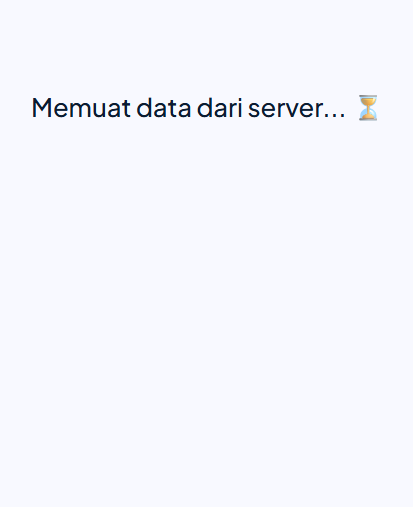 Memuat data dari server... ⏳